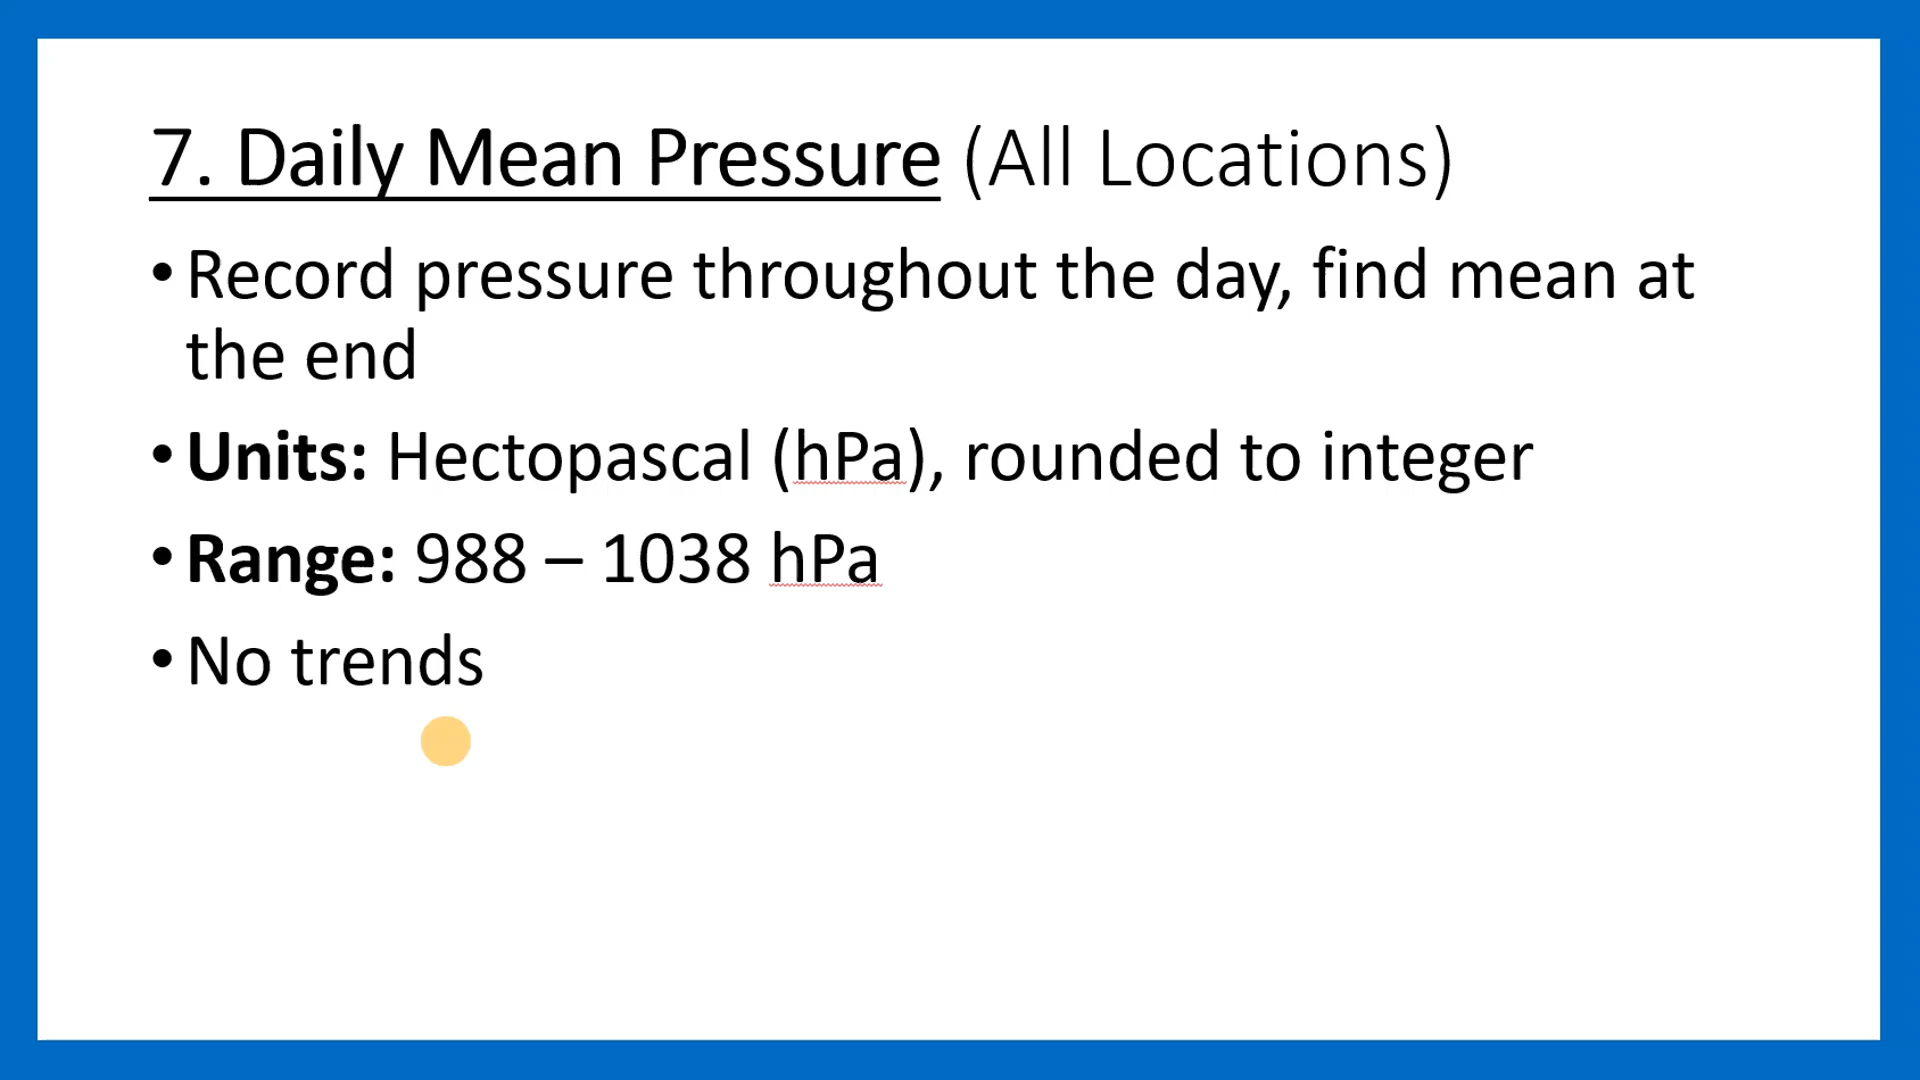 7. Daily Mean Pressure (All Locations)
•Record pressure throughout the day, find mean at
the end
•Units: Hectopascal (hPa), rounded to integer
•Range: 988 – 1038 hPa
•No trends